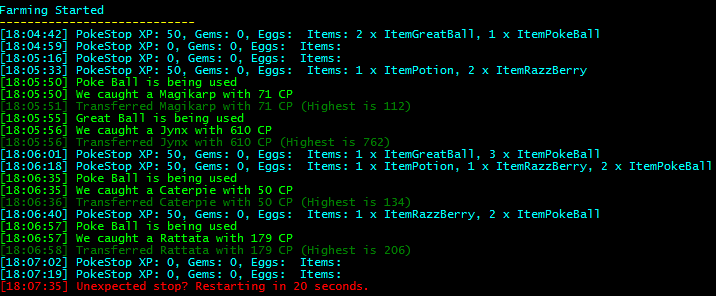 Farming Started
----------------------------
[18:04:42] PokeStop XP: 50, Gems: 0, Eggs:  Items: 2 x ItemGreatBall, 1 x ItemPokeBall
[18:04:59] PokeStop XP: 0, Gems: 0, Eggs:  Items:
[18:05:16] PokeStop XP: 0, Gems: 0, Eggs:  Items:
[18:05:33] PokeStop XP: 50, Gems: 0, Eggs:  Items: 1 x ItemPotion, 2 x ItemRazzBerry
[18:05:50] Poke Ball is being used
[18:05:50] We caught a Magikarp with 71 CP
[18:05:51] Transferred Magikarp with 71 CP (Highest is 112)
[18:05:55] Great Ball is being used
[18:05:56] We caught a Jynx with 610 CP
[18:05:56] Transferred Jynx with 610 CP (Highest is 762)
[18:06:01] PokeStop XP: 50, Gems: 0, Eggs:  Items: 1 x ItemGreatBall, 3 x ItemPokeBall
[18:06:18] PokeStop XP: 50, Gems: 0, Eggs:  Items: 1 x ItemPotion, 1 x ItemRazzBerry, 2 x ItemPokeBall
[18:06:35] Poke Ball is being used
[18:06:35] We caught a Caterpie with 50 CP
[18:06:36] Transferred Caterpie with 50 CP (Highest is 134)
[18:06:40] PokeStop XP: 50, Gems: 0, Eggs:  Items: 1 x ItemRazzBerry, 2 x ItemPokeBall
[18:06:57] Poke Ball is being used
[18:06:57] We caught a Rattata with 179 CP
[18:06:58] Transferred Rattata with 179 CP (Highest is 206)
[18:07:02] PokeStop XP: 0, Gems: 0, Eggs:  Items:
[18:07:19] PokeStop XP: 0, Gems: 0, Eggs:  Items:
[18:07:35] Unexpected stop? Restarting in 20 seconds.